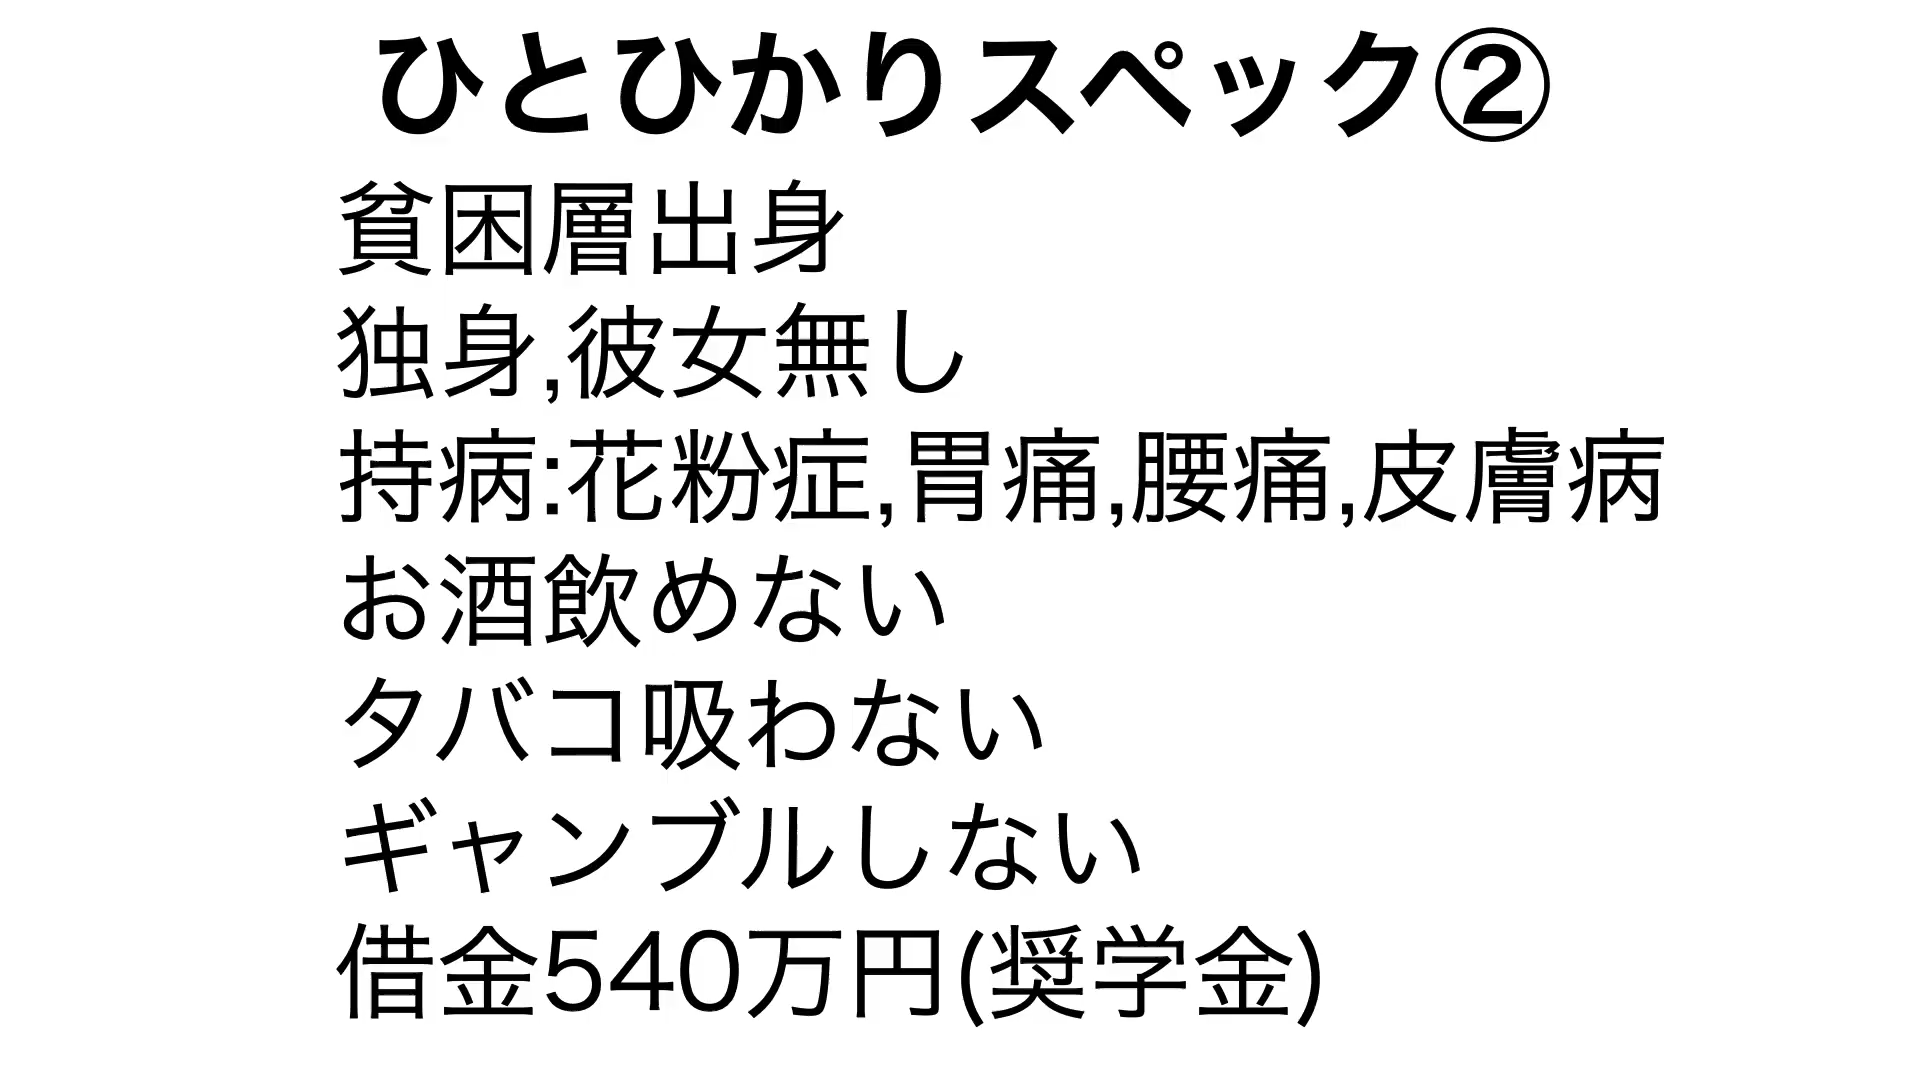 ひとひかりスペック②
貧困層出身
独身,彼女無し
持病:花粉症,胃痛,腰痛,皮膚病
お酒飲めない
タバコ吸わない
ギャンブルしない
借金540万円(奨学金)